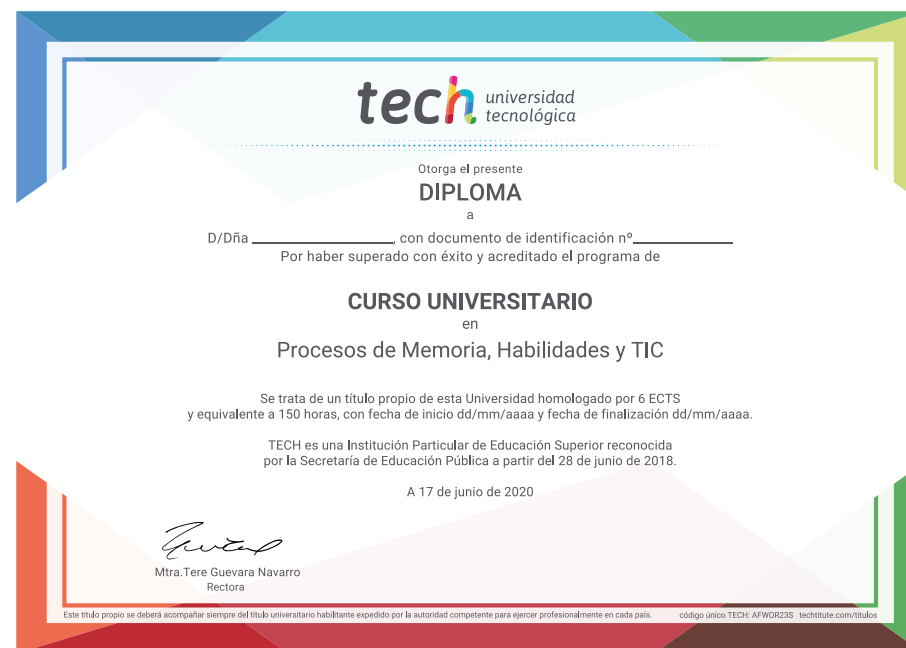 tech universidad
tecnológica
Otorga el presente
DIPLOMA
a
D/Dña ____________________, con documento de identificación nº______________
Por haber superado con éxito y acreditado el programa de
CURSO UNIVERSITARIO
en
Procesos de Memoria, Habilidades y TIC
Se trata de un título propio de esta Universidad homologado por 6 ECTS
y equivalente a 150 horas, con fecha de inicio dd/mm/aaaa y fecha de finalización dd/mm/aaaa.
TECH es una Institución Particular de Educación Superior reconocida
por la Secretaría de Educación Pública a partir del 28 de junio de 2018.
A 17 de junio de 2020
Mtra.Tere Guevara Navarro
Rectora
Este título propio se deberá acompañar siempre del título universitario habilitante expedido por la autoridad competente para ejercer profesionalmente en cada país. código único TECH: AFWOR23S techtitute.com/titulos